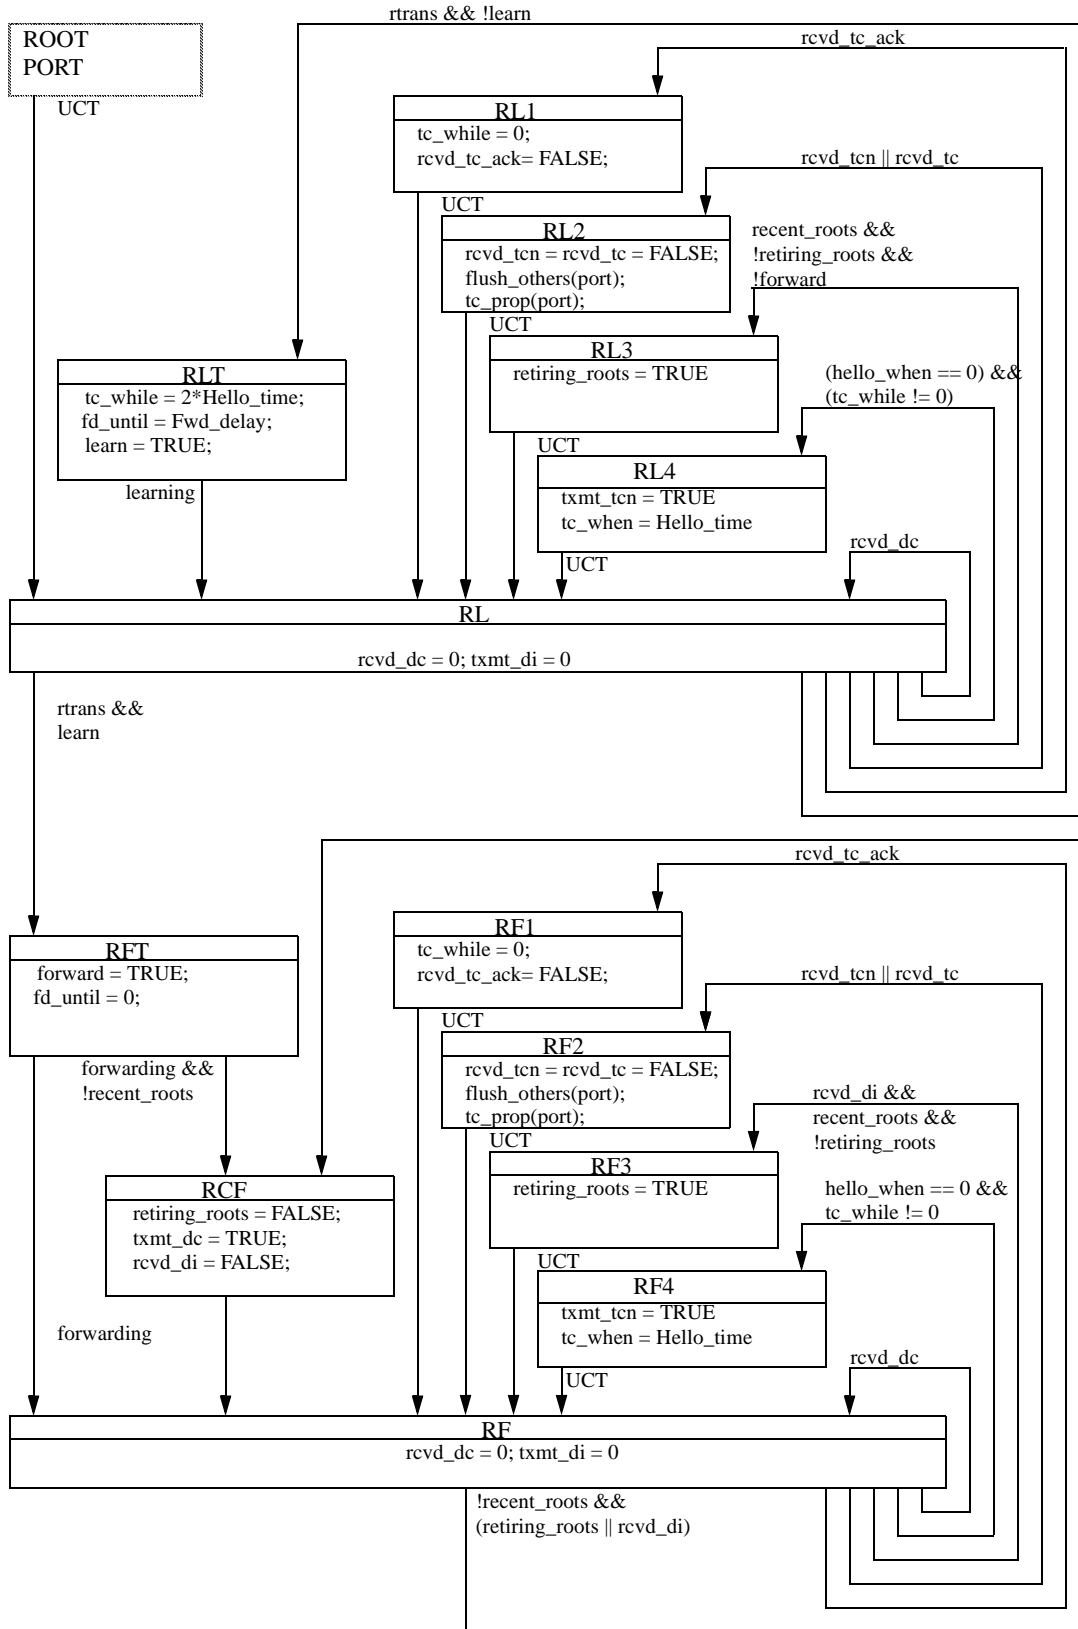 rtrans && !learn
ROOT
PORT
rcvd_tc_ack
UCT
RL1
tc_while = 0;
rcvd_tc_ack= FALSE;
rcvd_tcn || rcvd_tc
UCT
RL2
rcvd_tcn = rcvd_tc = FALSE;
flush_others(port);
tc_prop(port);
recent_roots &&
!retiring_roots &&
!forward
UCT
RL3
retiring_roots = TRUE
RLT
tc_while = 2*Hello_time;
fd_until = Fwd_delay;
learn = TRUE;
(hello_when == 0) &&
(tc_while != 0)
UCT
RL4
txmt_tcn = TRUE
tc_when = Hello_time
learning
rcvd_dc
UCT
RL
rcvd_dc = 0; txmt_di = 0
rtrans &&
learn
rcvd_tc_ack
RF1
tc_while = 0;
rcvd_tc_ack= FALSE;
RFT
forward = TRUE;
fd_until = 0;
rcvd_tcn || rcvd_tc
UCT
RF2
rcvd_tcn = rcvd_tc = FALSE;
flush_others(port);
tc_prop(port);
forwarding &&
!recent_roots
rcvd_di &&
recent_roots &&
!retiring_roots
UCT
RF3
retiring_roots = TRUE
RCF
retiring_roots = FALSE;
txmt_dc = TRUE;
rcvd_di = FALSE;
hello_when == 0 &&
tc_while != 0
UCT
RF4
txmt_tcn = TRUE
tc_when = Hello_time
forwarding
rcvd_dc
UCT
RF
rcvd_dc = 0; txmt_di = 0
!recent_roots &&
(retiring_roots || rcvd_di)